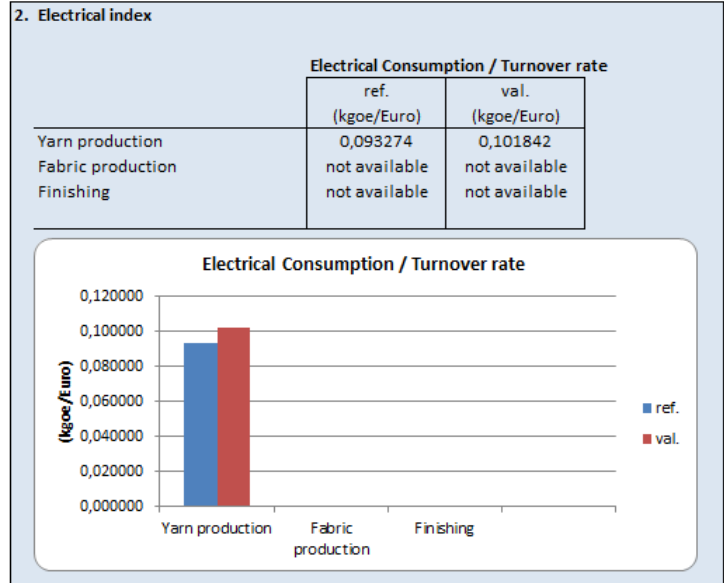 2. Electrical index
Electrical Consumption / Turnover rate
ref. val.
(kgoe/Euro) (kgoe/Euro)
Yarn production 0,093274 0,101842
Fabric production not available not available
Finishing not available not available
Electrical Consumption / Turnover rate
0,120000
0,100000
0,080000
0,060000
0,040000
0,020000
0,000000
(kgoe/Euro)
Yarn production Fabric Finishing
production
ref.
val.